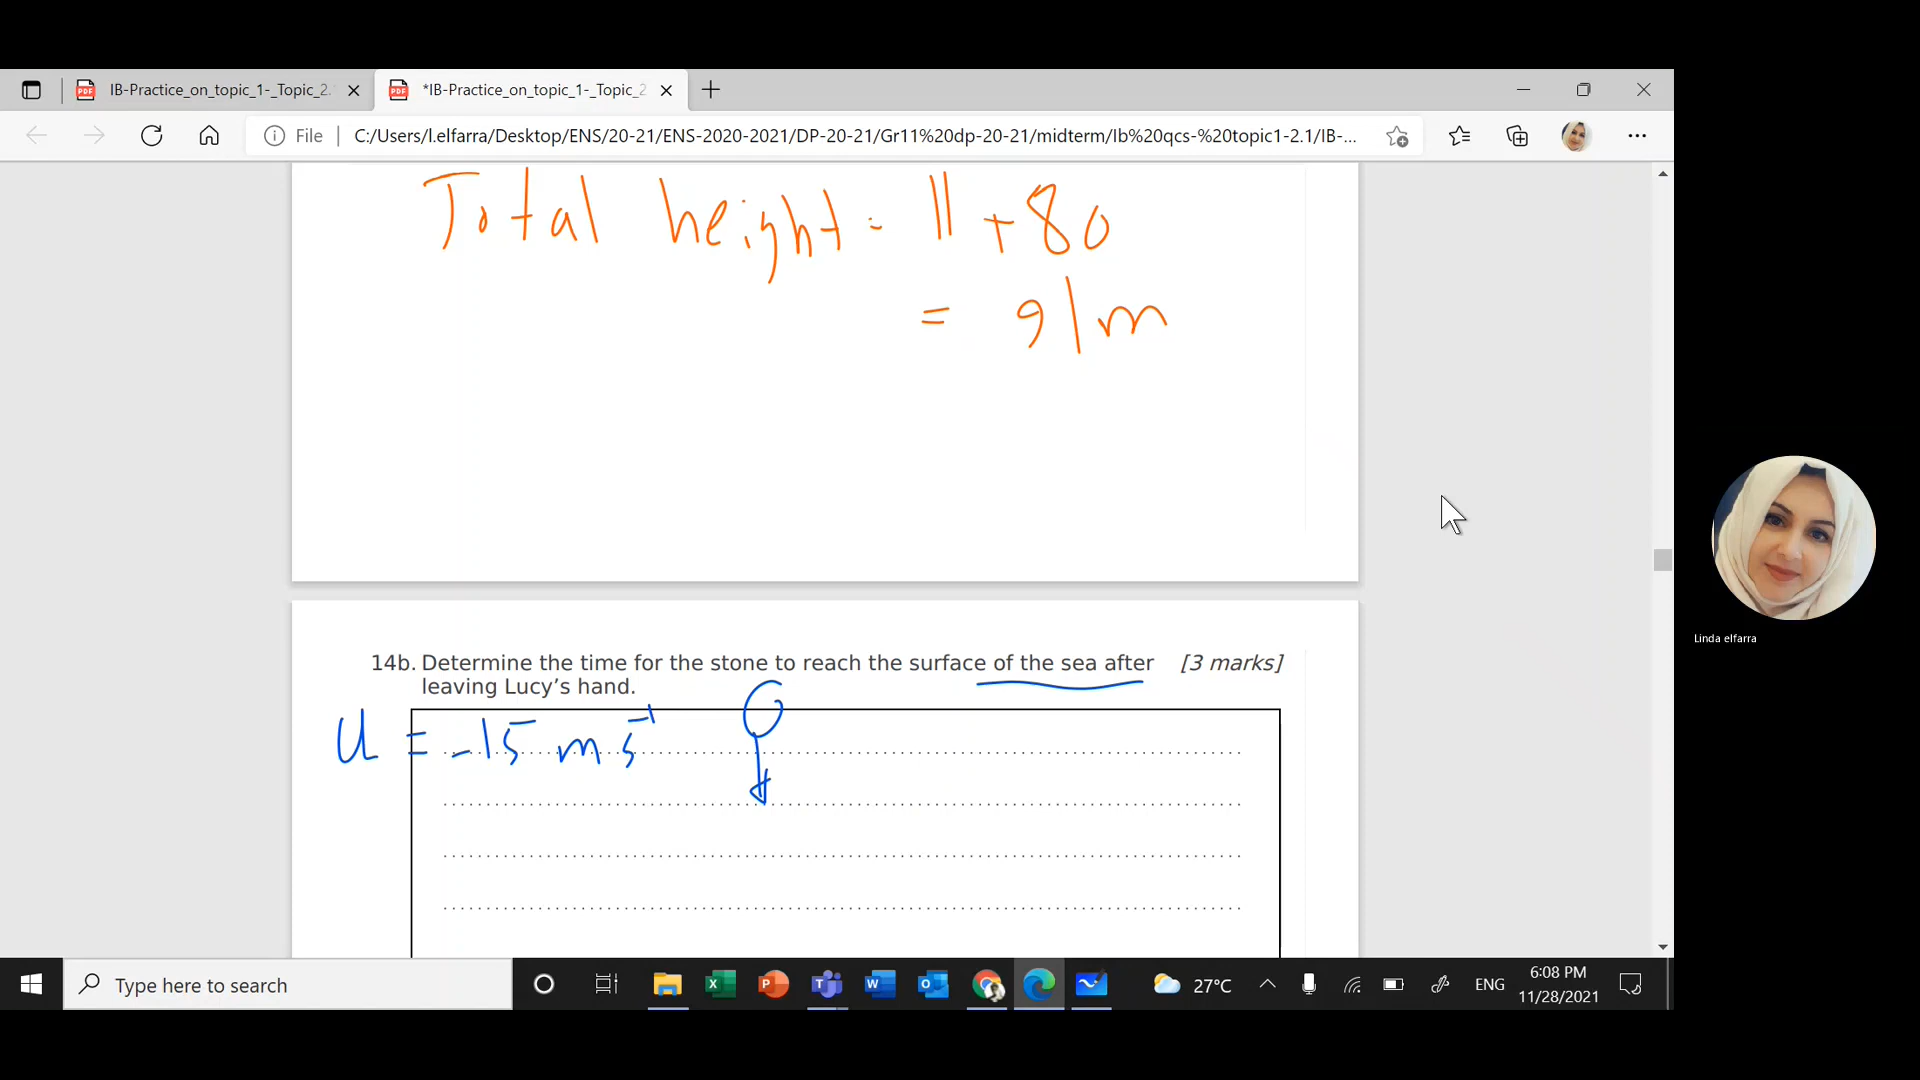 IB-Practice_on_topic_1-_Topic_2.
*IB-Practice_on_topic_1-_Topic_2
File
C:/Users/l.elfarra/Desktop/ENS/20-21/ENS-2020-2021/DP-20-21/Gr11%20dp-20-21/midterm/Ib%20qcs-%20topic1-2.1/IB-...
Total height = 11 + 80
= 91 m
14b. Determine the time for the stone to reach the surface of the sea after [3 marks]
leaving Lucy's hand.
u = -15 m s⁻¹
Linda elfarra
Type here to search
27°C
ENG
6:08 PM
11/28/2021